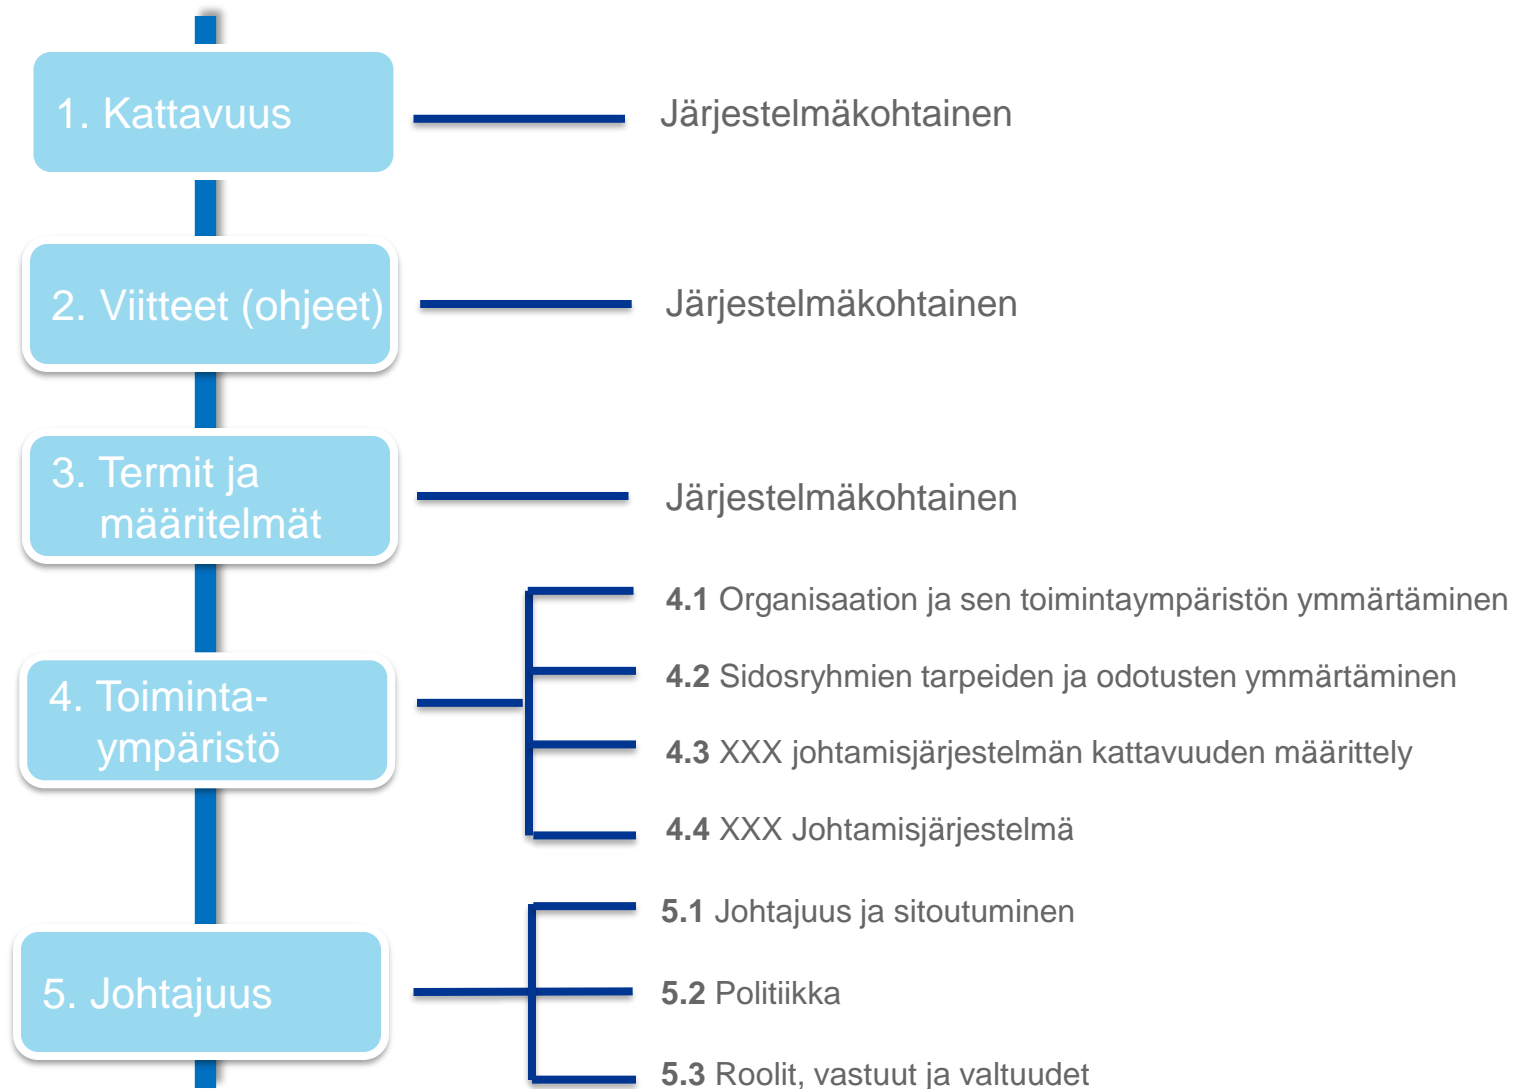 1. Kattavuus
Järjestelmäkohtainen
2. Viitteet (ohjeet)
Järjestelmäkohtainen
3. Termit ja
määritelmät
Järjestelmäkohtainen
4. Toiminta-
ympäristö
4.1 Organisaation ja sen toimintaympäristön ymmärtäminen
4.2 Sidosryhmien tarpeiden ja odotusten ymmärtäminen
4.3 XXX johtamisjärjestelmän kattavuuden määrittely
4.4 XXX Johtamisjärjestelmä
5. Johtajuus
5.1 Johtajuus ja sitoutuminen
5.2 Politiikka
5.3 Roolit, vastuut ja valtuudet